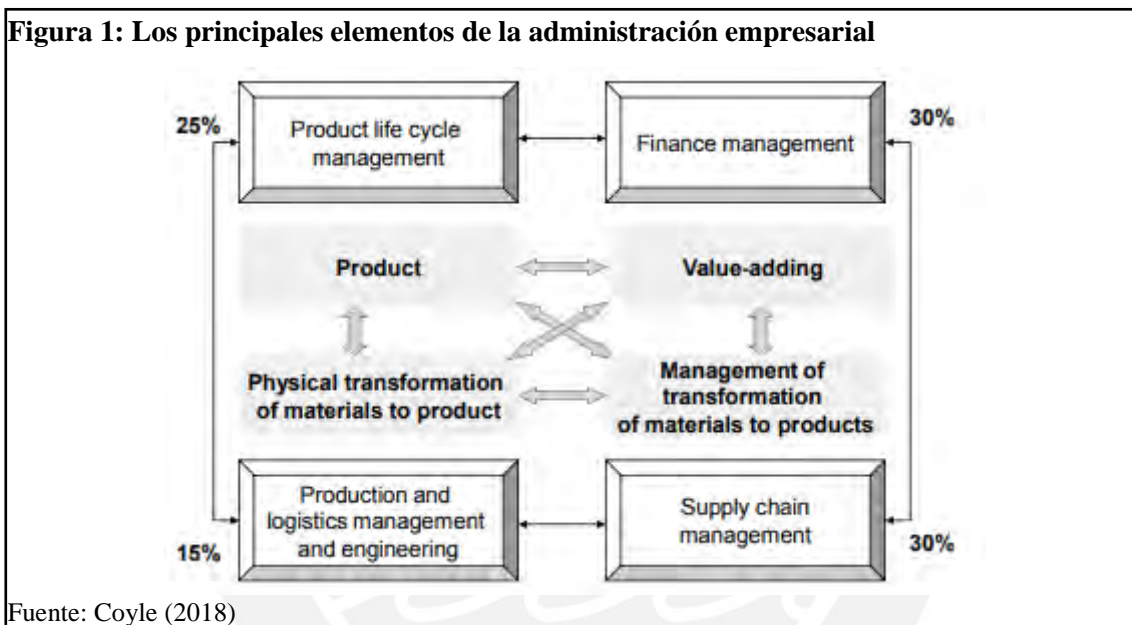 Figura 1: Los principales elementos de la administración empresarial
25%
Product life cycle
management
Finance management
30%
Product
Value-adding
Physical transformation
of materials to product
Management of
transformation
of materials to products
Production and
logistics management
and engineering
15%
Supply chain
management
30%
Fuente: Coyle (2018)